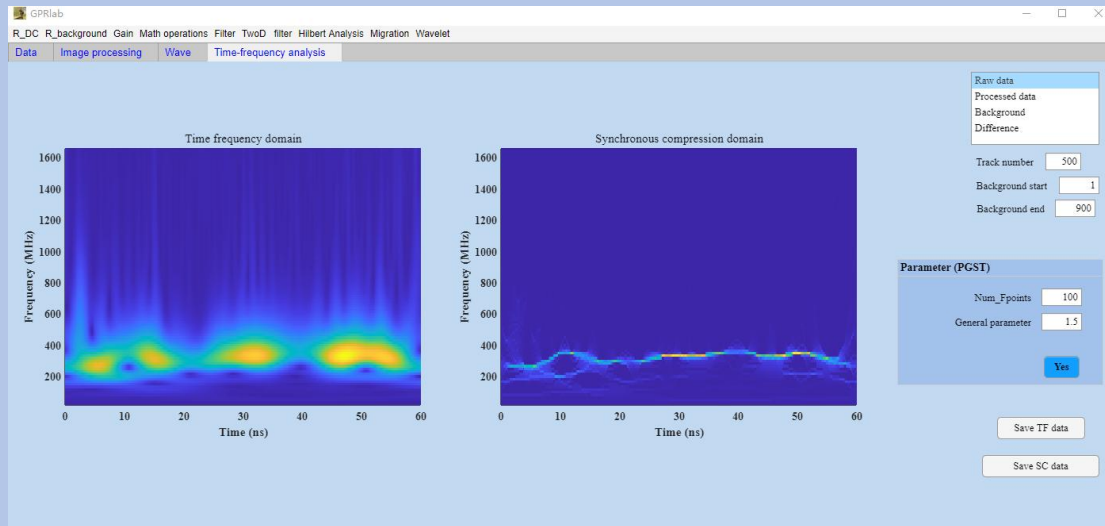 GPRlab
R_DC R_background Gain Math operations Filter TwoD filter Hilbert Analysis Migration Wavelet
Data Image processing Wave Time-frequency analysis
Time frequency domain
Frequency (MHz)
1600
1400
1200
1000
800
600
400
200
0 10 20 30 40 50 60
Time (ns)
Synchronous compression domain
Frequency (MHz)
1600
1400
1200
1000
800
600
400
200
0 10 20 30 40 50 60
Time (ns)
Raw data
Processed data
Background
Difference
Track number 500
Background start 1
Background end 900
Parameter (PGST)
Num_Fpoints 100
General parameter 1.5
Yes
Save TF data
Save SC data